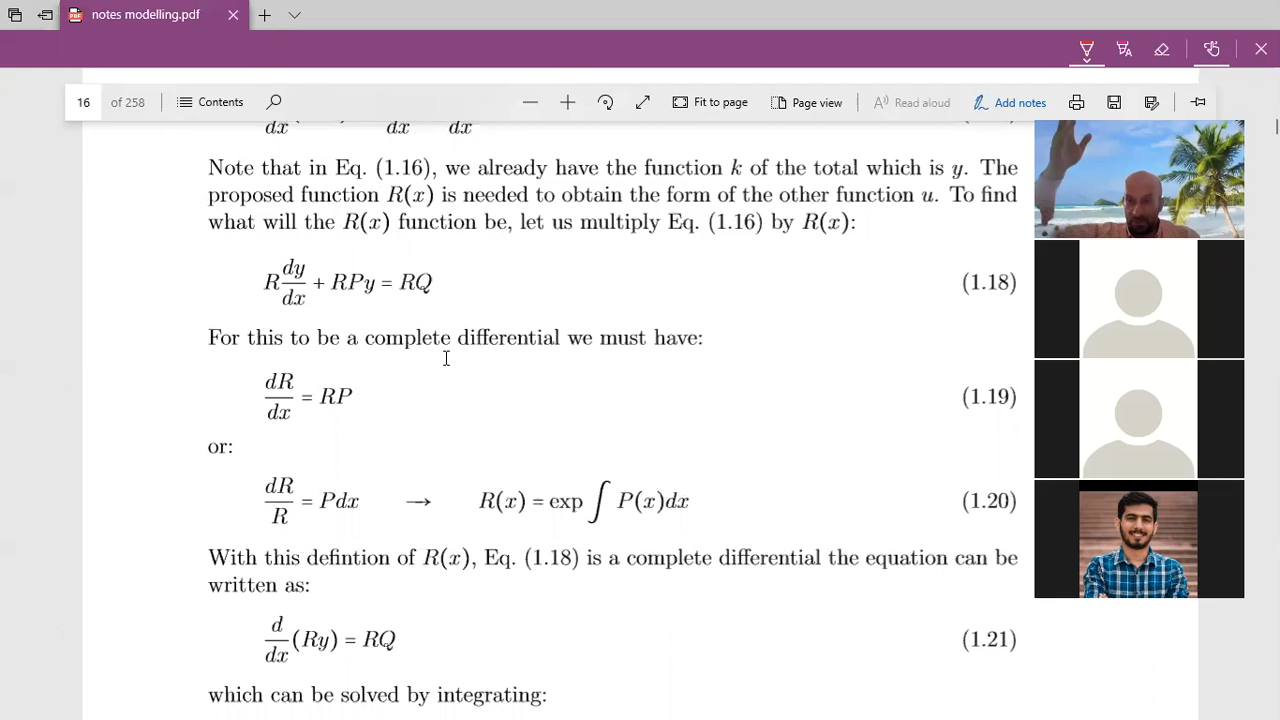 notes modelling.pdf
16 of 258 Contents Fit to page Page view Read aloud Add notes
dx dx dx
Note that in Eq. (1.16), we already have the function k of the total which is y. The
proposed function R(x) is needed to obtain the form of the other function u. To find
what will the R(x) function be, let us multiply Eq. (1.16) by R(x):
R dy/dx + RPy = RQ (1.18)
For this to be a complete differential we must have:
dR/dx = RP (1.19)
or:
dR/R = Pdx → R(x) = exp ∫ P(x)dx (1.20)
With this defintion of R(x), Eq. (1.18) is a complete differential the equation can be
written as:
d/dx (Ry) = RQ (1.21)
which can be solved by integrating: